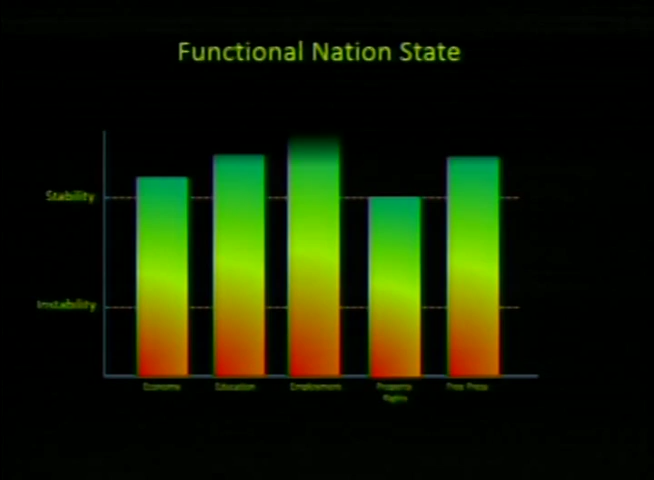 Functional Nation State
Stability
Instability
Economy
Education
Employment
Property
Rights
Free Press